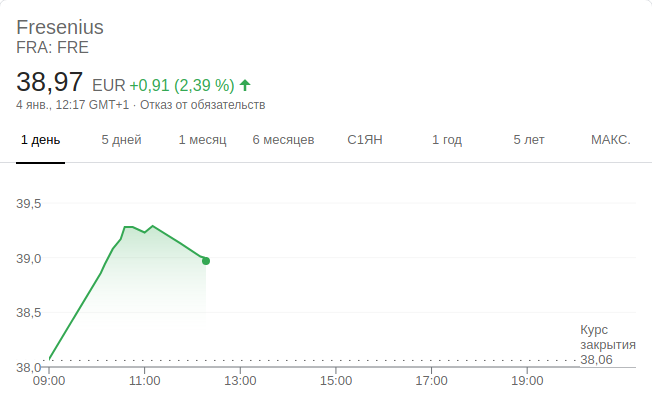 Fresenius
FRA: FRE
38,97 EUR +0,91 (2,39 %)
4 янв., 12:17 GMT+1 · Отказ от обязательств
1 день 5 дней 1 месяц 6 месяцев С1ЯН 1 год 5 лет МАКС.
39,5
39,0
38,5
38,0
Курс
закрытия
38,06
09:00 11:00 13:00 15:00 17:00 19:00